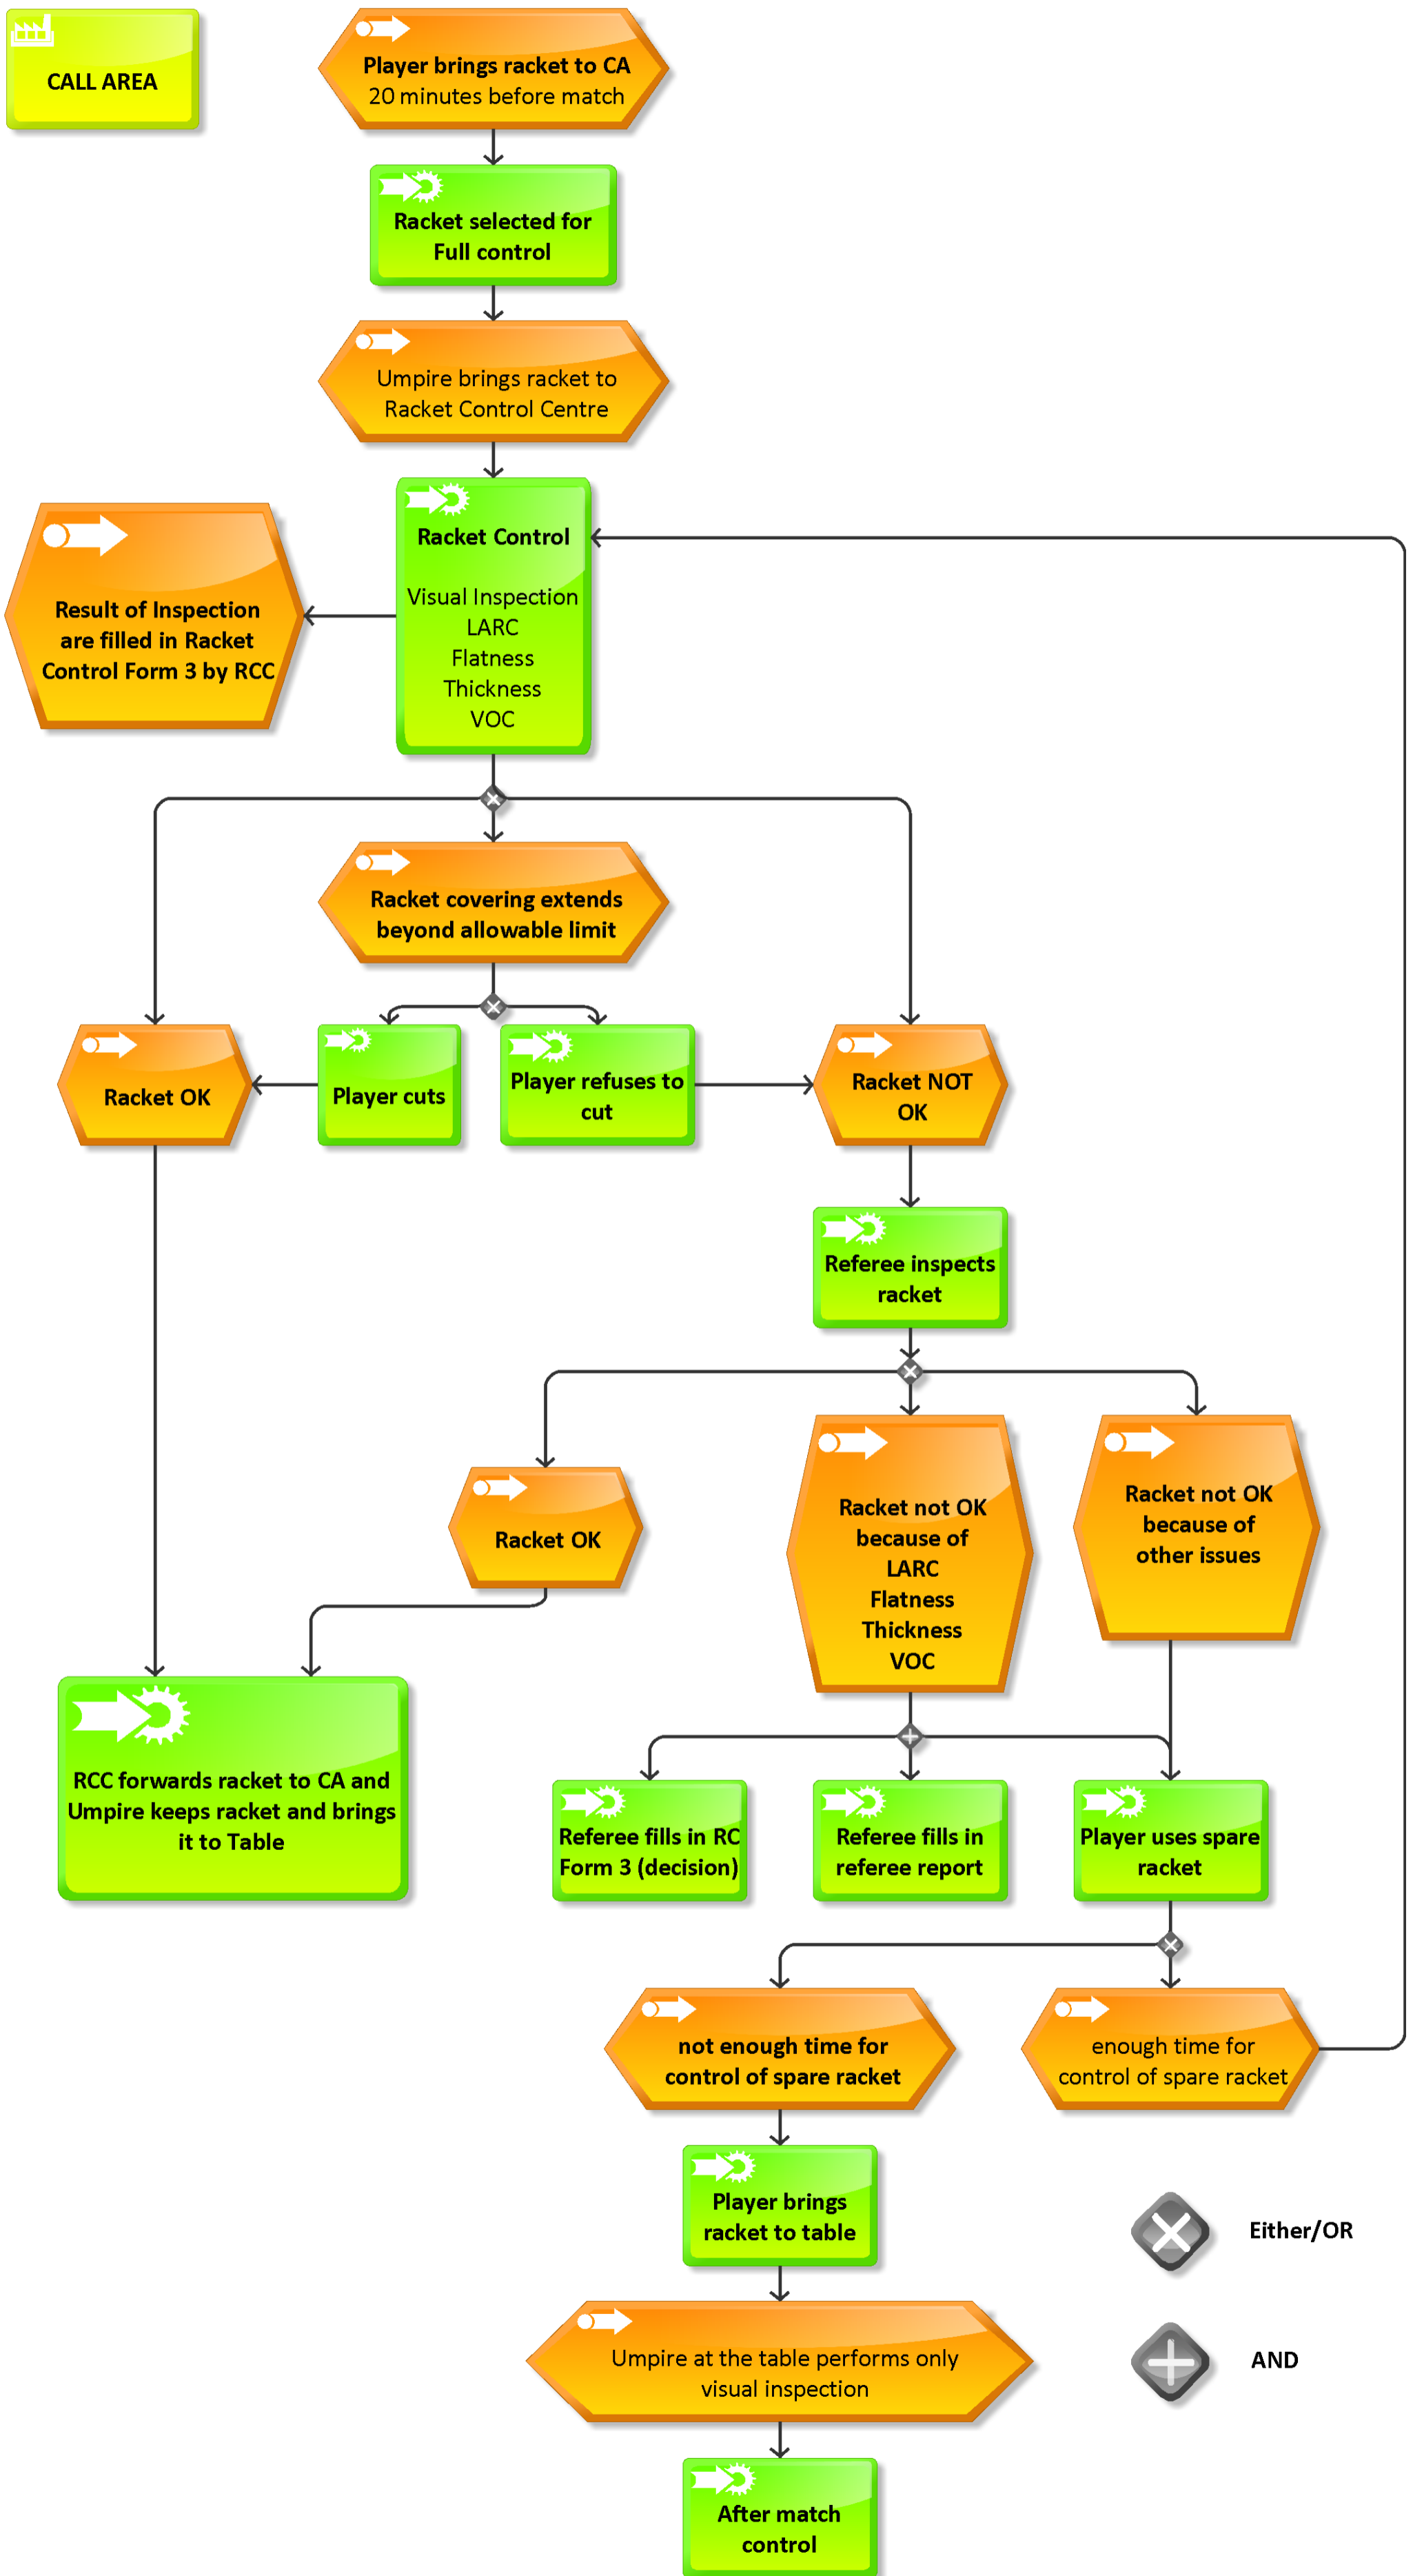 CALL AREA
Player brings racket to CA
20 minutes before match
Racket selected for
Full control
Umpire brings racket to
Racket Control Centre
Racket Control
Visual Inspection
LARC
Flatness
Thickness
VOC
Result of Inspection
are filled in Racket
Control Form 3 by RCC
Racket covering extends
beyond allowable limit
Racket OK
Player cuts
Player refuses to
cut
Racket NOT
OK
Referee inspects
racket
Racket OK
Racket not OK
because of
LARC
Flatness
Thickness
VOC
Racket not OK
because of
other issues
RCC forwards racket to CA and
Umpire keeps racket and brings
it to Table
Referee fills in RC
Form 3 (decision)
Referee fills in
referee report
Player uses spare
racket
not enough time for
control of spare racket
enough time for
control of spare racket
Player brings
racket to table
Either/OR
Umpire at the table performs only
visual inspection
AND
After match
control